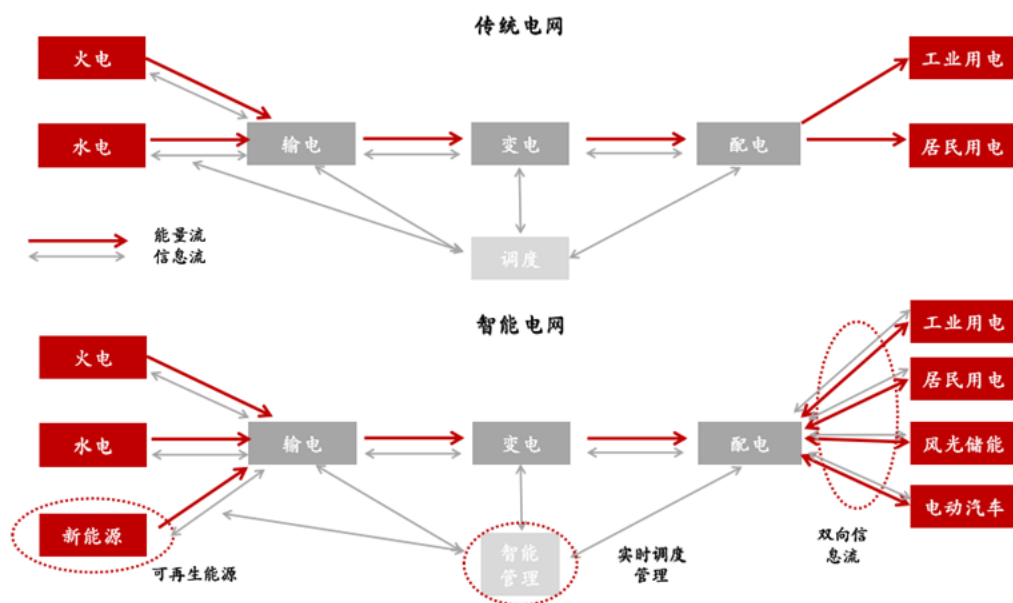 传统电网
火电
工业用电
水电
输电
变电
配电
居民用电
能量流
信息流
调度
智能电网
工业用电
火电
居民用电
水电
输电
变电
配电
风光储能
电动汽车
新能源
智能
管理
实时调度
管理
双向信
息流
可再生能源